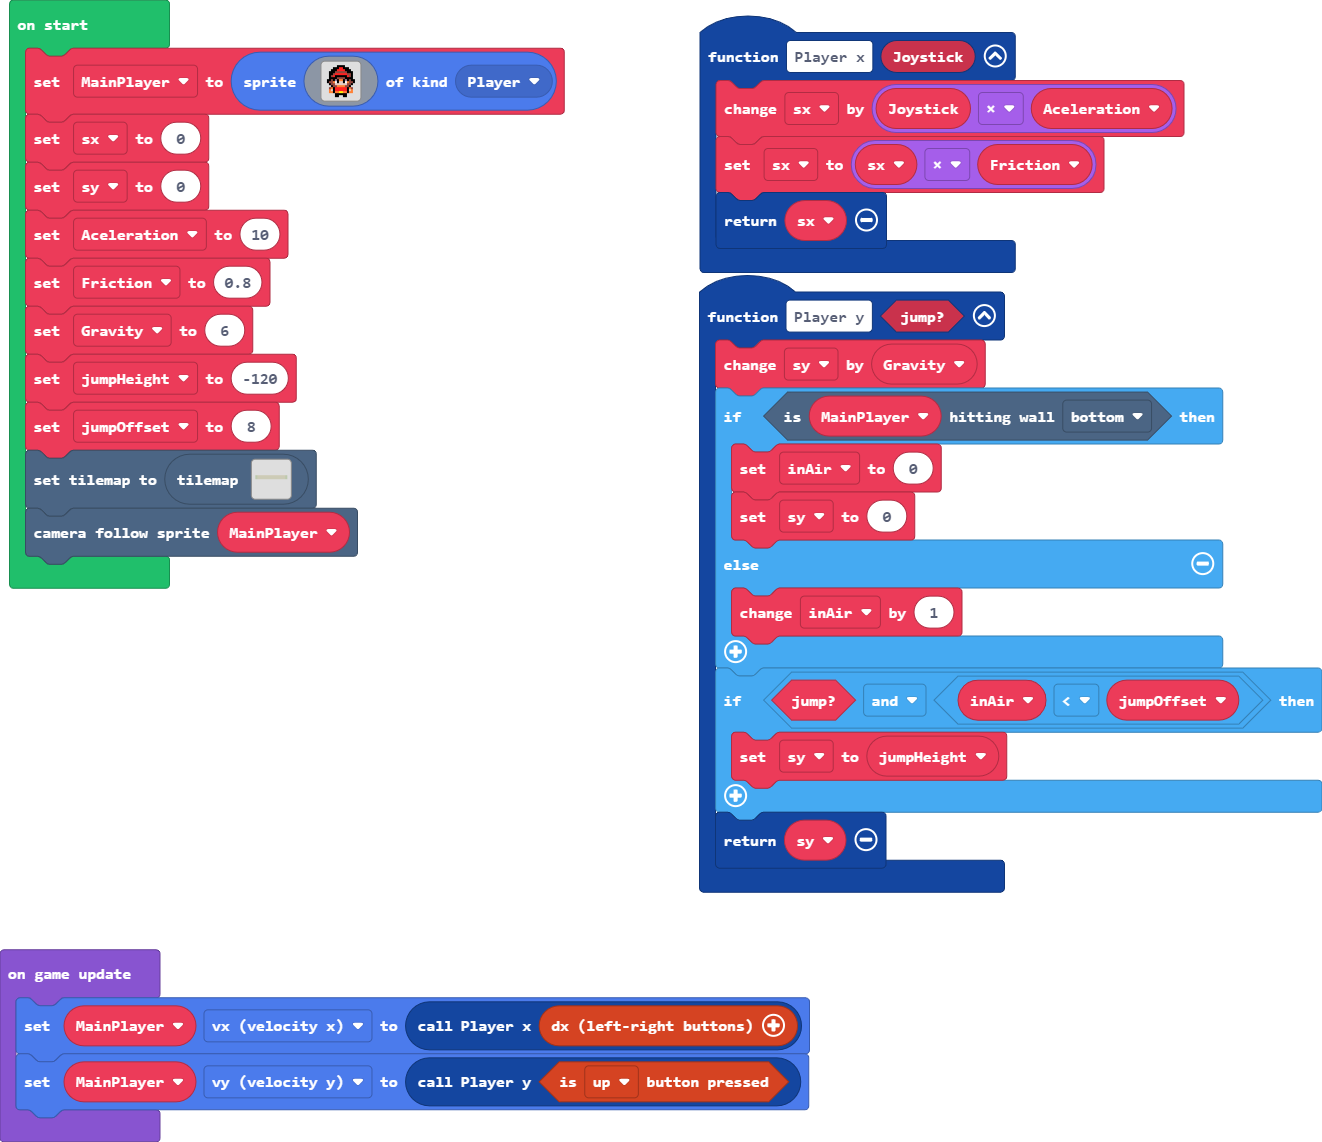 on start
set MainPlayer to sprite of kind Player
set sx to 0
set sy to 0
set Aceleration to 10
set Friction to 0.8
set Gravity to 6
set jumpHeight to -120
set jumpOffset to 8
set tilemap to tilemap
camera follow sprite MainPlayer
function Player x Joystick
change sx by Joystick × Aceleration
set sx to sx × Friction
return sx
function Player y jump?
change sy by Gravity
if is MainPlayer hitting wall bottom then
set inAir to 0
set sy to 0
else
change inAir by 1
if jump? and inAir < jumpOffset then
set sy to jumpHeight
return sy
on game update
set MainPlayer vx (velocity x) to call Player x dx (left-right buttons)
set MainPlayer vy (velocity y) to call Player y is up button pressed